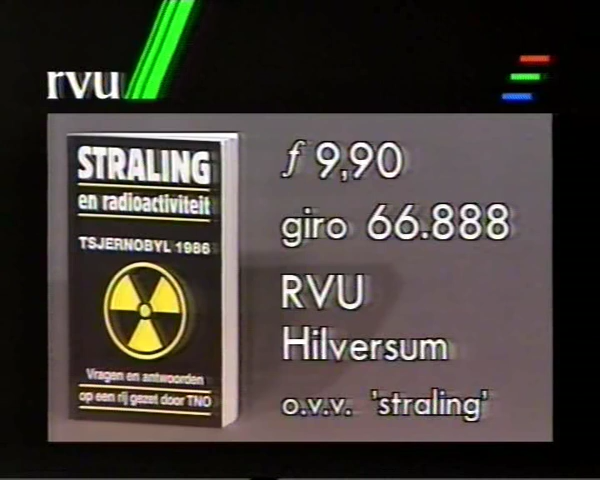 rvu
STRALING
en radioactiviteit
TSJERNOBYL 1986
Vragen en antwoorden
op een rij gezet door TNO
ƒ 9,90
giro 66.888
RVU
Hilversum
o.v.v. 'straling'